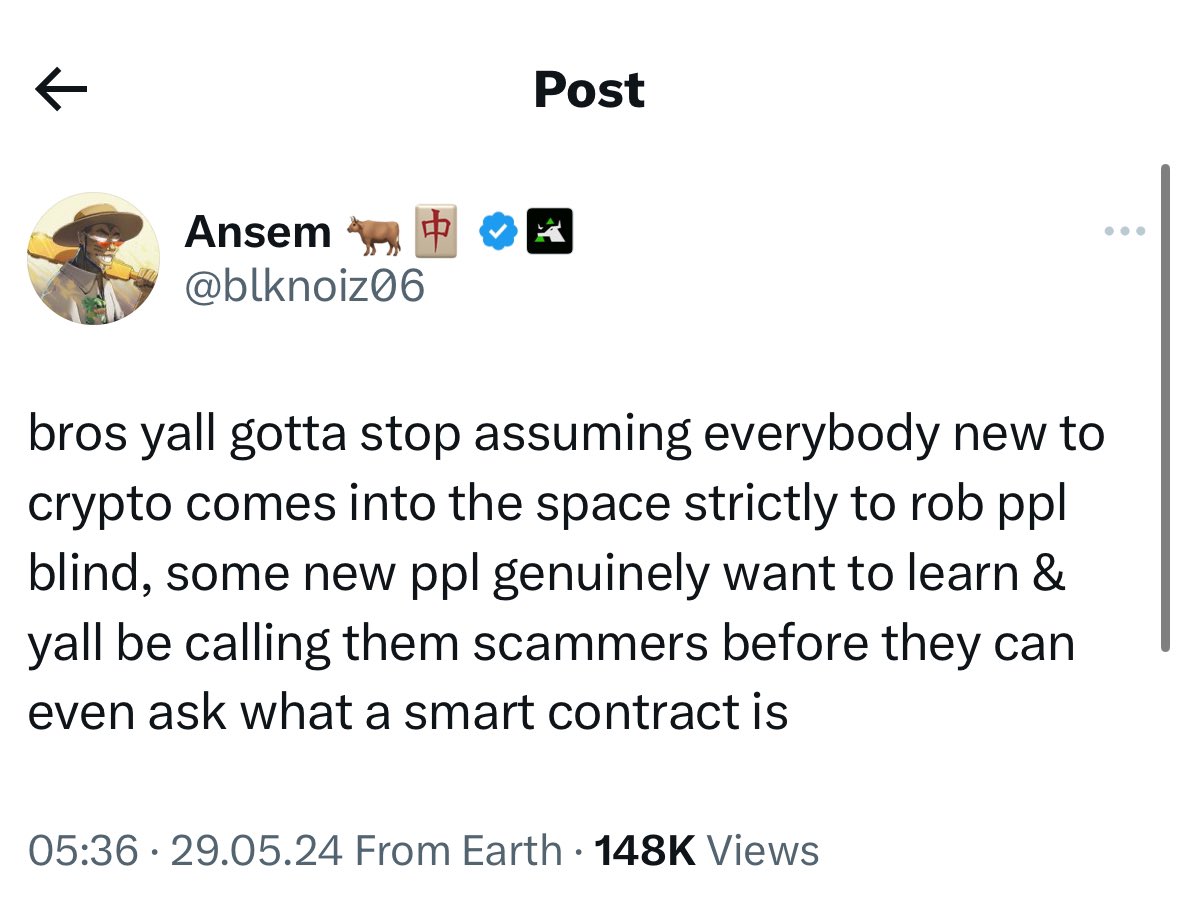 Post
Ansem 🐂 🀄
@blknoiz06
bros yall gotta stop assuming everybody new to
crypto comes into the space strictly to rob ppl
blind, some new ppl genuinely want to learn &
yall be calling them scammers before they can
even ask what a smart contract is
05:36 · 29.05.24 From Earth · 148K Views